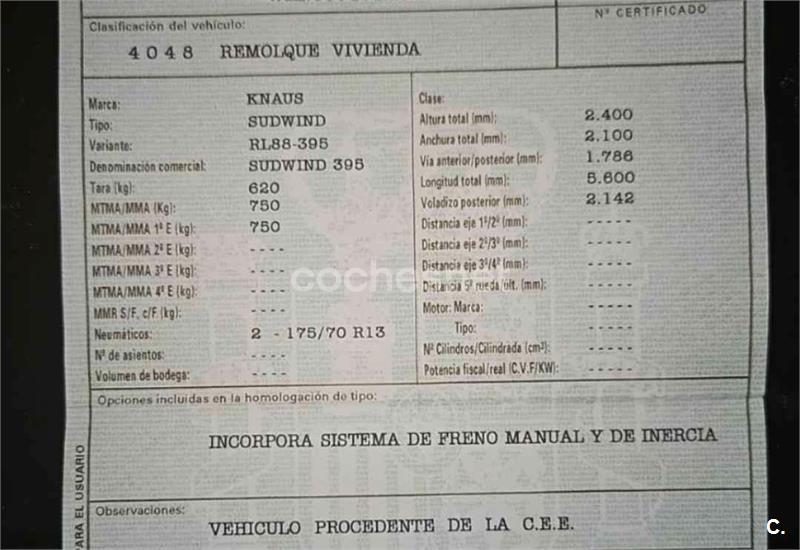 Nº CERTIFICADO
Clasificación del vehículo:
4048 REMOLQUE VIVIENDA
Marca: KNAUS
Tipo: SUDWIND
Variante: RL88-395
Denominación comercial: SUDWIND 395
Tara (kg): 620
MTMA/MMA (Kg): 750
MTMA/MMA 1º E (kg): 750
MTMA/MMA 2º E (kg): ----
MTMA/MMA 3º E (kg): ----
MTMA/MMA 4º E (kg): ----
MMR S/F, c/F (kg): ----
Neumáticos: 2 - 175/70 R13
Nº de asientos: ----
Volumen de bodega: ----
Clase:
Altura total (mm): 2.400
Anchura total (mm): 2.100
Vía anterior/posterior (mm): 1.786
Longitud total (mm): 5.600
Voladizo posterior (mm): 2.142
Distancia eje 1º/2º (mm): -----
Distancia eje 2º/3º (mm): -----
Distancia eje 3º/4º (mm): -----
Distancia 5ª rueda/últ. (mm): -----
Motor: Marca: -----
Tipo: -----
Nº Cilindros/Cilindrada (cm³): -----
Potencia fiscal/real (C.V.F/KW): -----
coches.net
Opciones incluidas en la homologación de tipo:
INCORPORA SISTEMA DE FRENO MANUAL Y DE INERCIA
PARA EL USUARIO
Observaciones:
VEHICULO PROCEDENTE DE LA C.E.E.
C.